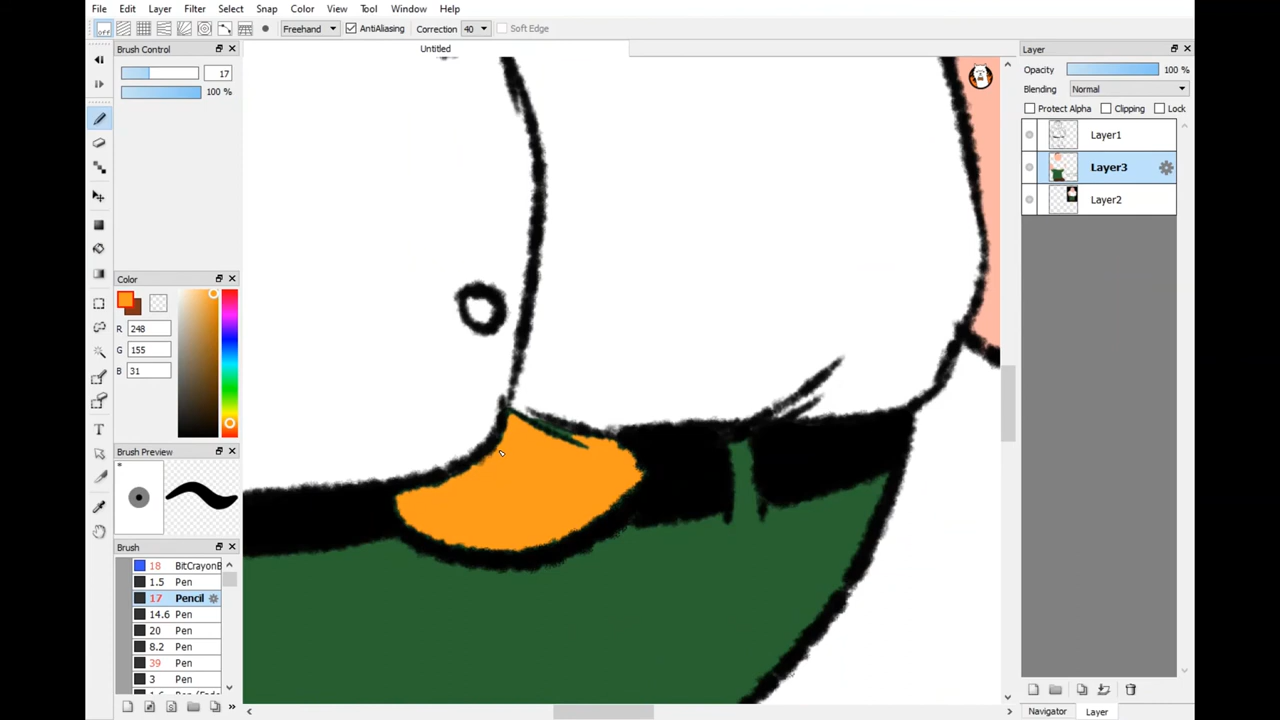 File Edit Layer Filter Select Snap Color View Tool Window Help
off Freehand AntiAliasing Correction 40 Soft Edge
Brush Control
Untitled
Layer
17
100 %
Opacity 100 %
Blending Normal
Protect Alpha Clipping Lock
Layer1
Layer3
Layer2
Color
R 248
G 155
B 31
Brush Preview
*
Brush
18 BitCrayonB
1.5 Pen
17 Pencil
14.6 Pen
20 Pen
8.2 Pen
39 Pen
3 Pen
Navigator Layer